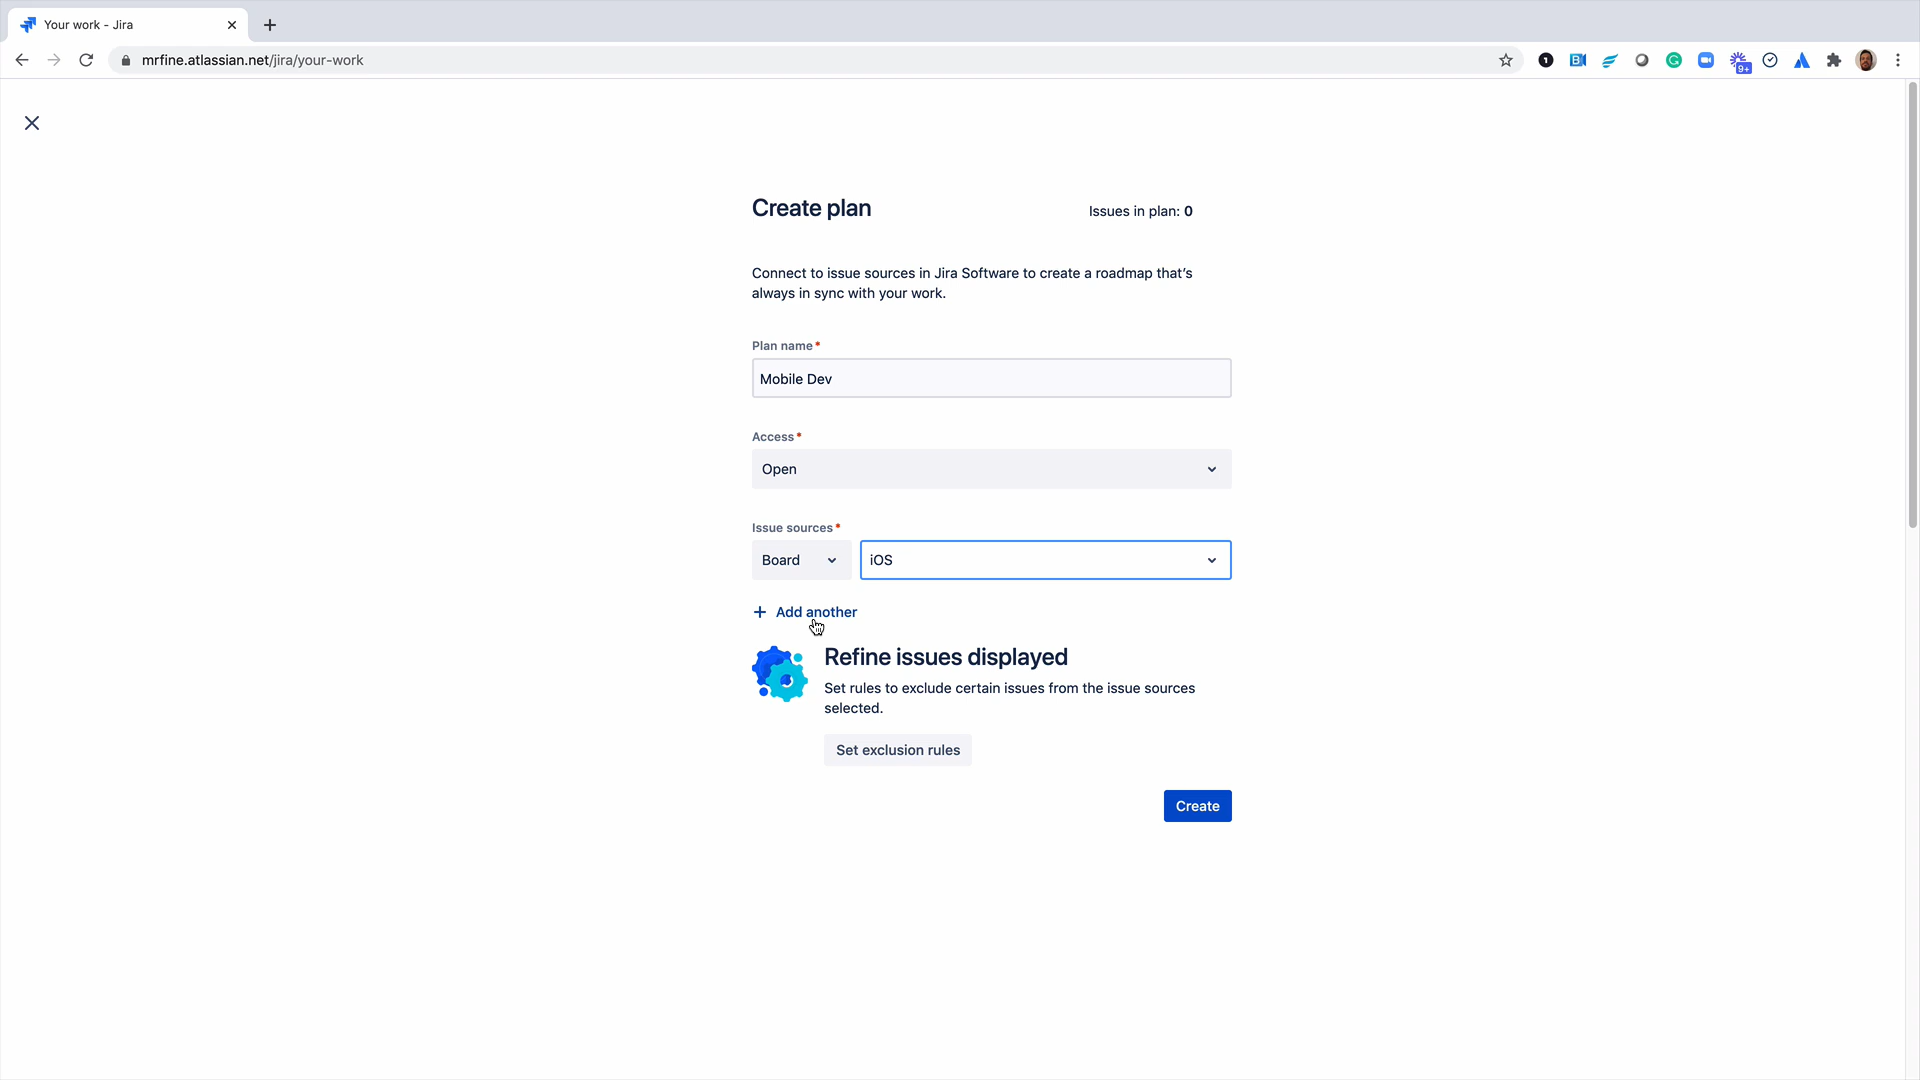 Your work - Jira
mrfine.atlassian.net/jira/your-work
9+
Create plan
Issues in plan: 0
Connect to issue sources in Jira Software to create a roadmap that's
always in sync with your work.
Plan name*
Mobile Dev
Access*
Open
Issue sources*
Board
iOS
+ Add another
Refine issues displayed
Set rules to exclude certain issues from the issue sources
selected.
Set exclusion rules
Create